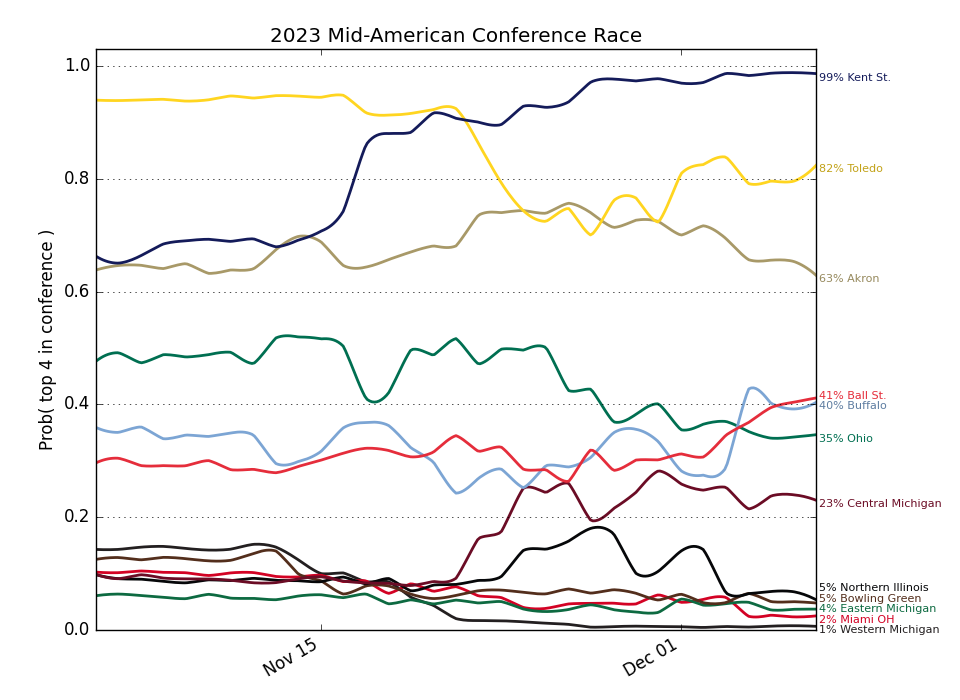 2023 Mid-American Conference Race
Prob( top 4 in conference )
1.0
0.8
0.6
0.4
0.2
0.0
Nov 15
Dec 01
99% Kent St.
82% Toledo
63% Akron
41% Ball St.
40% Buffalo
35% Ohio
23% Central Michigan
5% Northern Illinois
5% Bowling Green
4% Eastern Michigan
2% Miami OH
1% Western Michigan